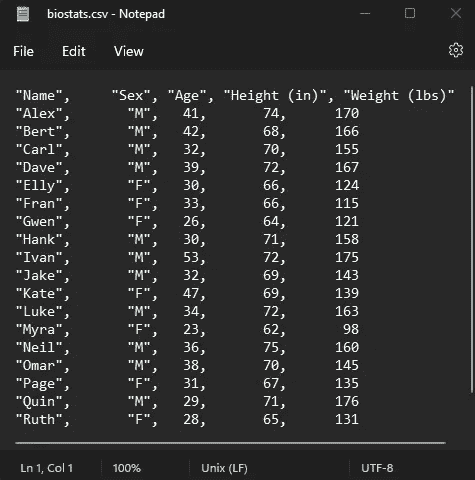 biostats.csv - Notepad
File Edit View
"Name", "Sex", "Age", "Height (in)", "Weight (lbs)"
"Alex", "M", 41, 74, 170
"Bert", "M", 42, 68, 166
"Carl", "M", 32, 70, 155
"Dave", "M", 39, 72, 167
"Elly", "F", 30, 66, 124
"Fran", "F", 33, 66, 115
"Gwen", "F", 26, 64, 121
"Hank", "M", 30, 71, 158
"Ivan", "M", 53, 72, 175
"Jake", "M", 32, 69, 143
"Kate", "F", 47, 69, 139
"Luke", "M", 34, 72, 163
"Myra", "F", 23, 62, 98
"Neil", "M", 36, 75, 160
"Omar", "M", 38, 70, 145
"Page", "F", 31, 67, 135
"Quin", "M", 29, 71, 176
"Ruth", "F", 28, 65, 131
Ln 1, Col 1 100% Unix (LF) UTF-8